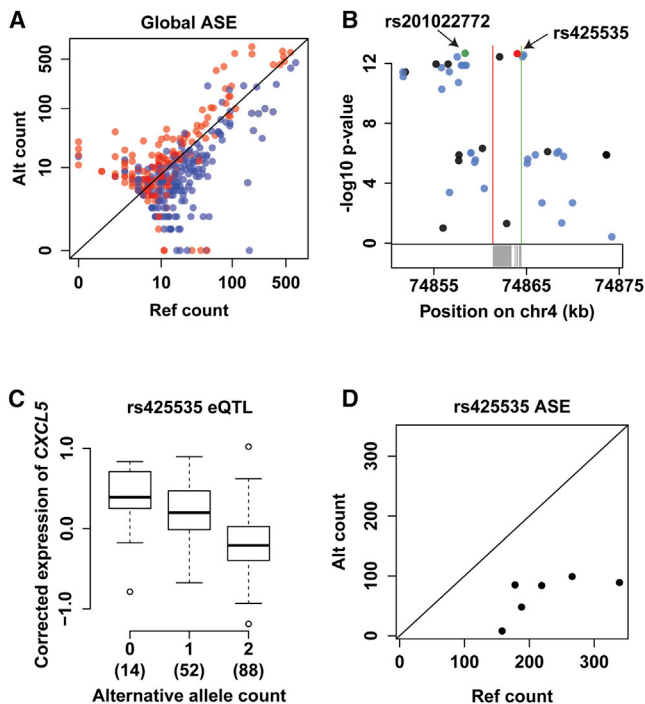 A
Global ASE
Alt count
500
100
10
0
0 10 100 500
Ref count
B
rs201022772
rs425535
-log10 p-value
12
8
4
0
74855 74865 74875
Position on chr4 (kb)
C
rs425535 eQTL
Corrected expression of CXCL5
1.0
0.0
−1.0
0 1 2
(14) (52) (88)
Alternative allele count
D
rs425535 ASE
Alt count
300
200
100
0
0 100 200 300
Ref count